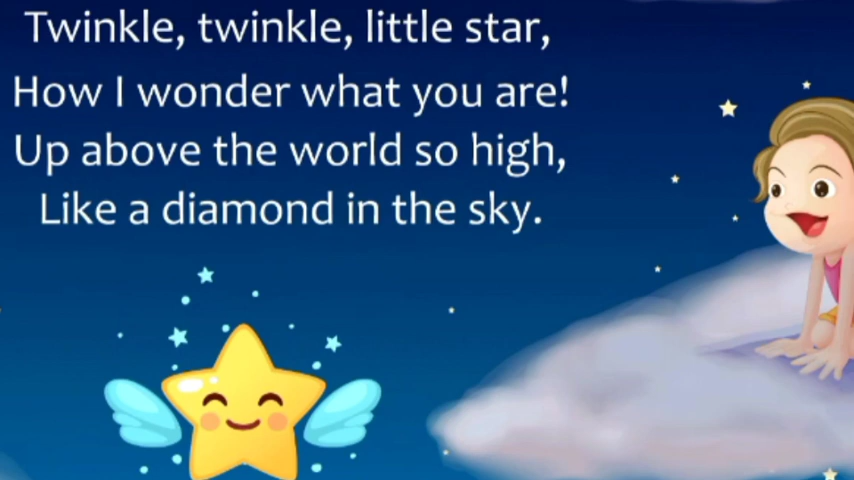 Twinkle, twinkle, little star,
How I wonder what you are!
Up above the world so high,
Like a diamond in the sky.